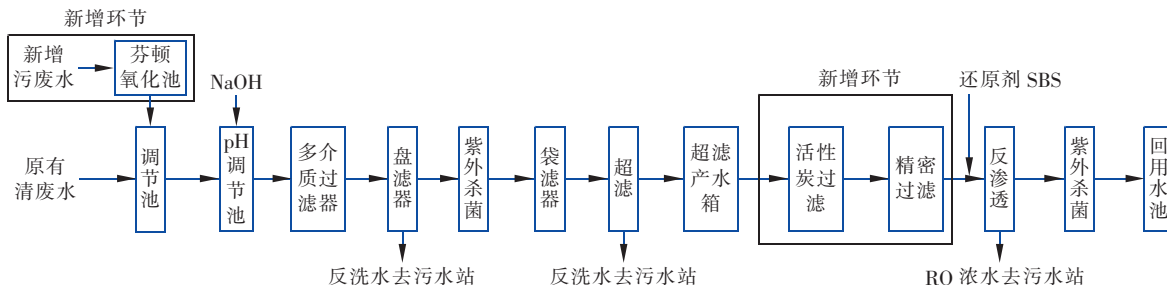 新增环节
新增
污废水
芬顿
氧化池
NaOH
新增环节
还原剂 SBS
原有
清废水
调节池
pH
调节池
多介
质过
滤器
盘滤器
紫外杀菌
袋滤器
超滤
超滤
产水
箱
活性
炭过
滤
精密
过滤
反渗透
紫外杀菌
回用水池
反洗水去污水站
反洗水去污水站
RO 浓水去污水站